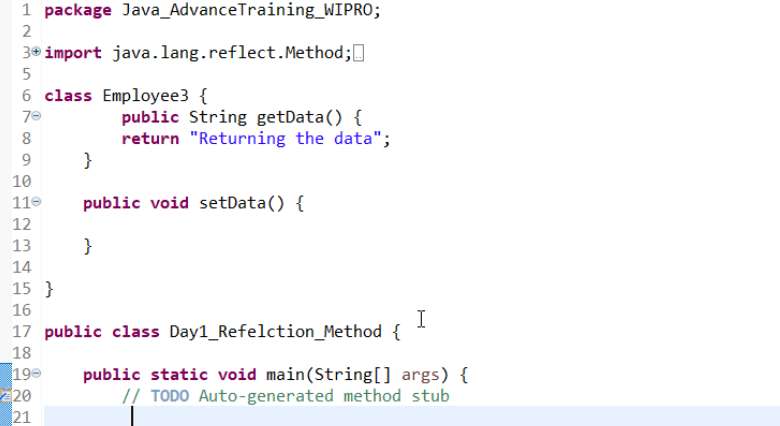 1 package Java_AdvanceTraining_WIPRO;
2
3 import java.lang.reflect.Method;
5
6 class Employee3 {
7 public String getData() {
8 return "Returning the data";
9 }
10
11 public void setData() {
12
13 }
14
15 }
16
17 public class Day1_Refelction_Method {
18
19 public static void main(String[] args) {
20 // TODO Auto-generated method stub
21